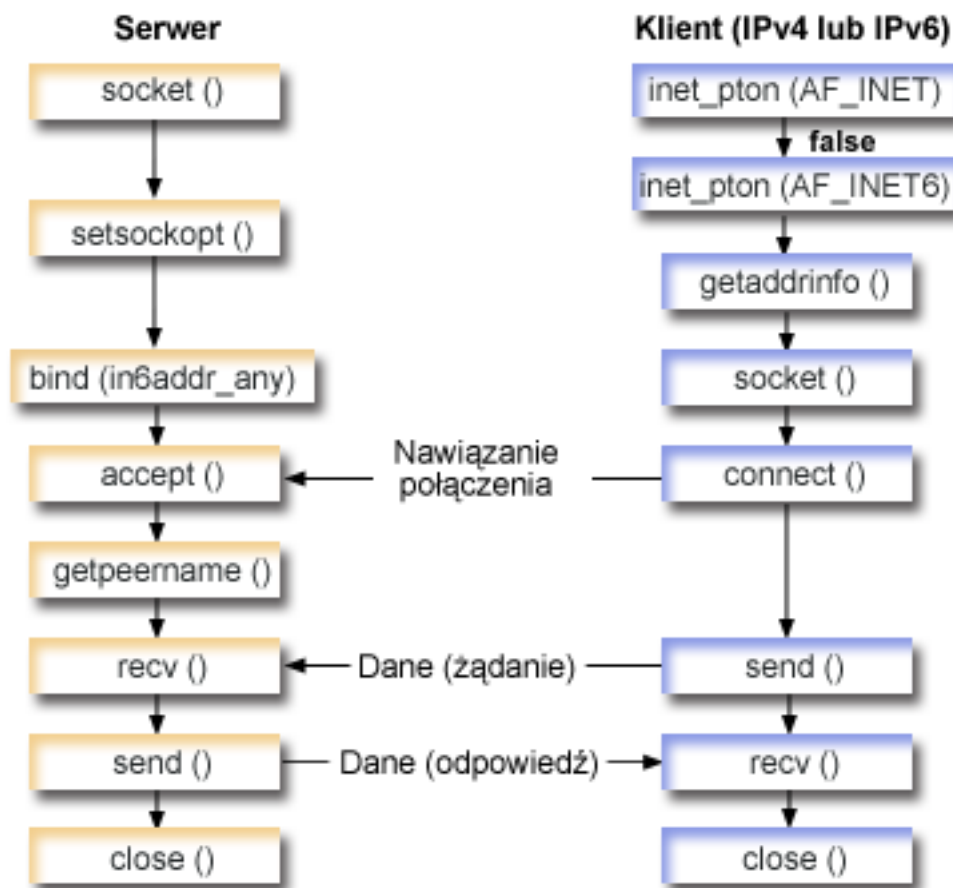 Serwer
socket ()
setsockopt ()
bind (in6addr_any)
accept ()
getpeername ()
recv ()
send ()
close ()
Nawiązanie
połączenia
Dane (żądanie)
Dane (odpowiedź)
Klient (IPv4 lub IPv6)
inet_pton (AF_INET)
false
inet_pton (AF_INET6)
getaddrinfo ()
socket ()
connect ()
send ()
recv ()
close ()